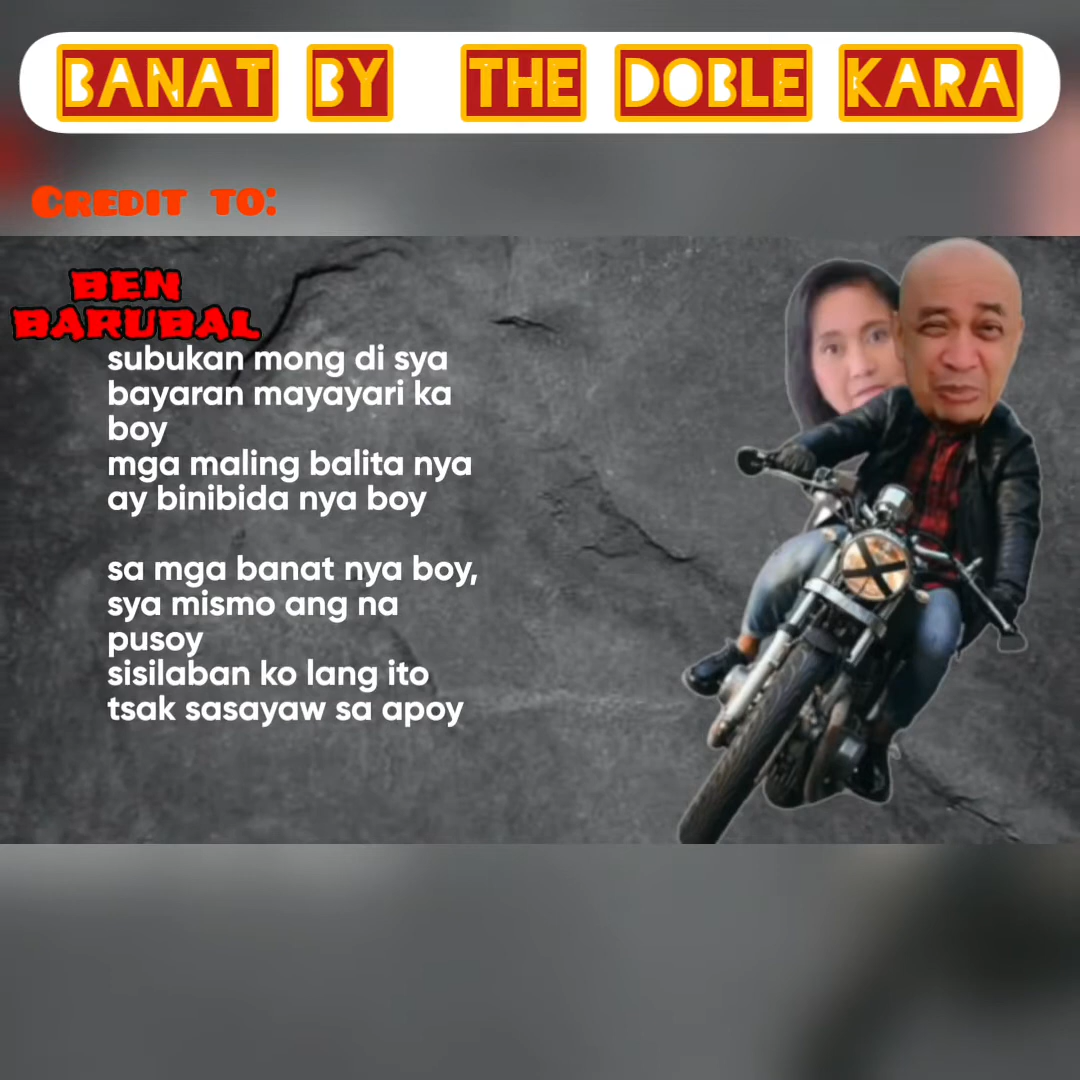 BANAT BY THE DOBLE KARA
CREDIT TO:
BEN
BARUBAL
subukan mong di sya
bayaran mayayari ka
boy
mga maling balita nya
ay binibida nya boy
sa mga banat nya boy,
sya mismo ang na
pusoy
sisilaban ko lang ito
tsak sasayaw sa apoy